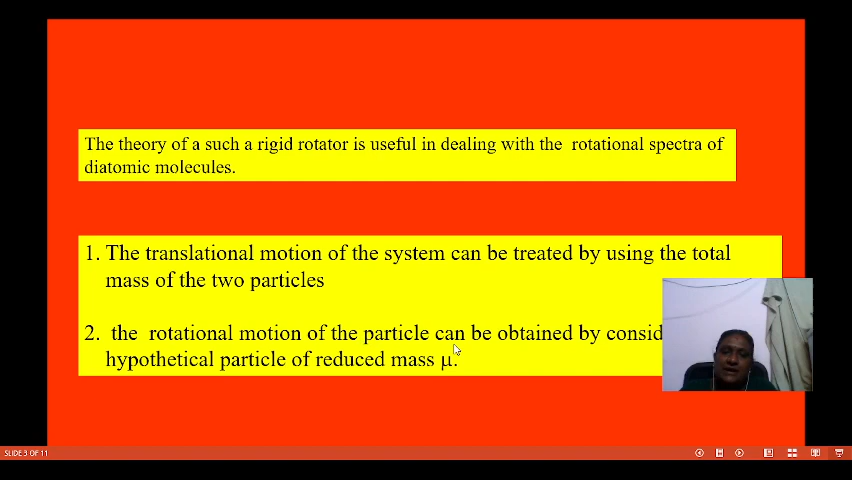 The theory of a such a rigid rotator is useful in dealing with the rotational spectra of
diatomic molecules.
1. The translational motion of the system can be treated by using the total
mass of the two particles
2. the rotational motion of the particle can be obtained by consid
hypothetical particle of reduced mass μ.
SLIDE 3 OF 11